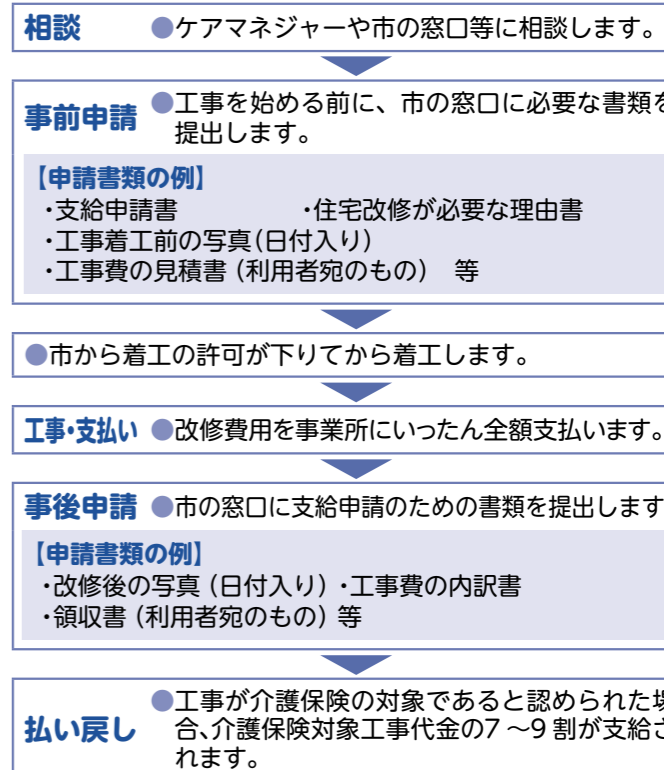 相談 ●ケアマネジャーや市の窓口等に相談します。
事前申請 ●工事を始める前に、市の窓口に必要な書類を
提出します。
【申請書類の例】
・支給申請書 ・住宅改修が必要な理由書
・工事着工前の写真(日付入り)
・工事費の見積書(利用者宛のもの) 等
●市から着工の許可が下りてから着工します。
工事・支払い ●改修費用を事業所にいったん全額支払います。
事後申請 ●市の窓口に支給申請のための書類を提出します
【申請書類の例】
・改修後の写真(日付入り)・工事費の内訳書
・領収書(利用者宛のもの)等
払い戻し ●工事が介護保険の対象であると認められた場
合、介護保険対象工事代金の7～9割が支給さ
れます。